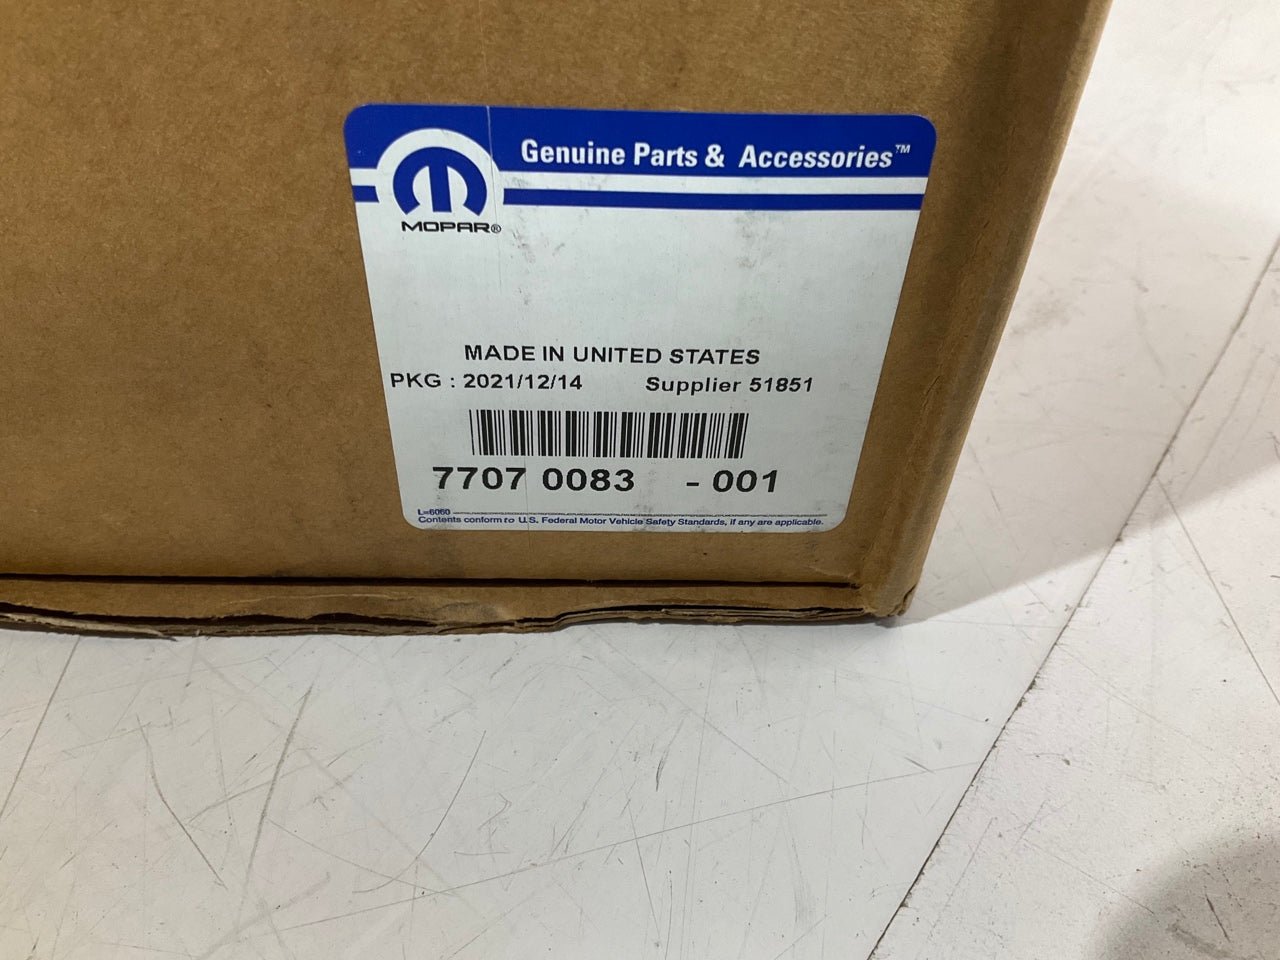 Genuine Parts & Accessories™
MOPAR®
MADE IN UNITED STATES
PKG : 2021/12/14 Supplier 51851
7707 0083 - 001
L=6060
Contents conform to U.S. Federal Motor Vehicle Safety Standards, if any are applicable.